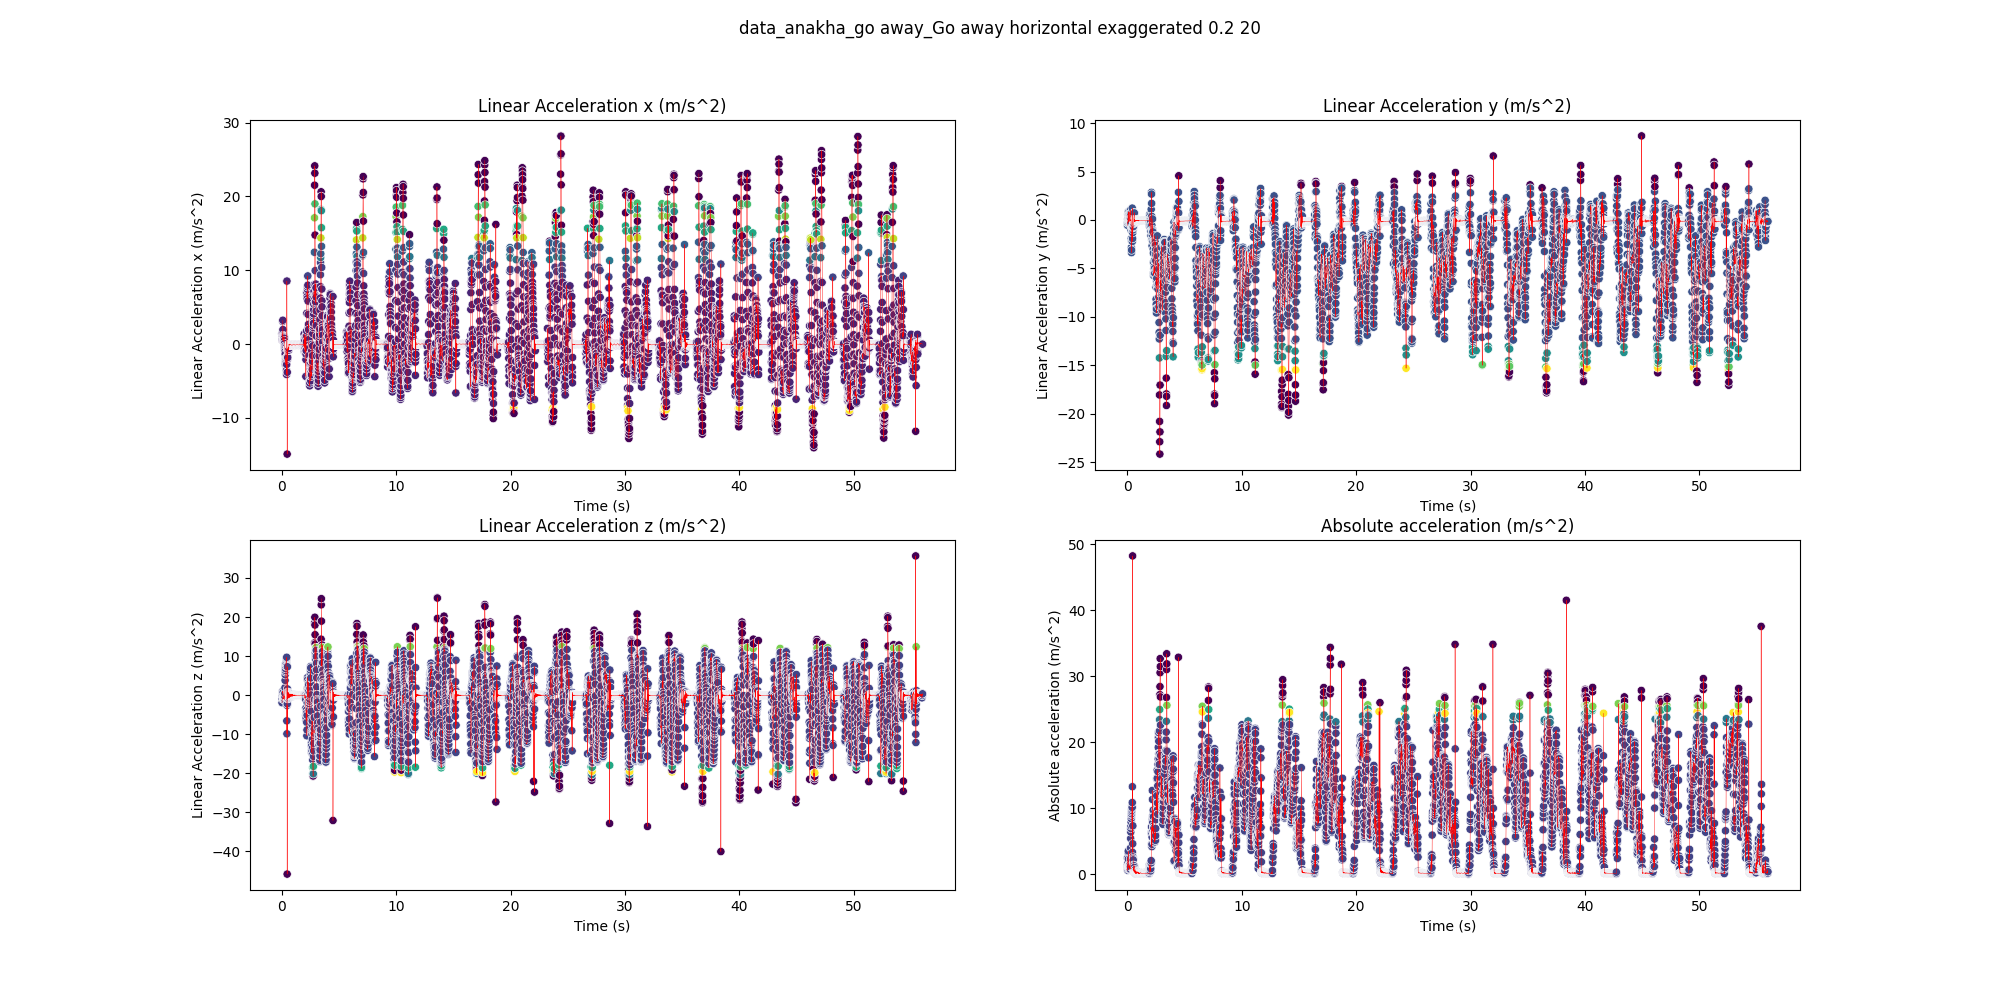 data_anakha_go away_Go away horizontal exaggerated 0.2 20
Linear Acceleration x (m/s^2)
Linear Acceleration x (m/s^2)
30
20
10
0
−10
0 10 20 30 40 50
Time (s)
Linear Acceleration y (m/s^2)
Linear Acceleration y (m/s^2)
10
5
0
−5
−10
−15
−20
−25
0 10 20 30 40 50
Time (s)
Linear Acceleration z (m/s^2)
Linear Acceleration z (m/s^2)
30
20
10
0
−10
−20
−30
−40
0 10 20 30 40 50
Time (s)
Absolute acceleration (m/s^2)
Absolute acceleration (m/s^2)
50
40
30
20
10
0
0 10 20 30 40 50
Time (s)